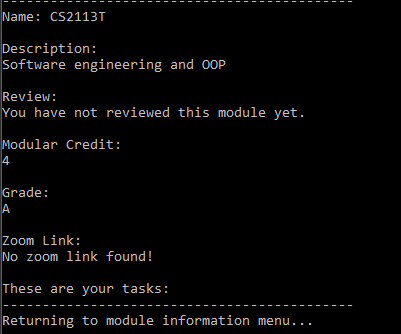 ---------------------------------------------
Name: CS2113T
Description:
Software engineering and OOP
Review:
You have not reviewed this module yet.
Modular Credit:
4
Grade:
A
Zoom Link:
No zoom link found!
These are your tasks:
---------------------------------------------
Returning to module information menu...